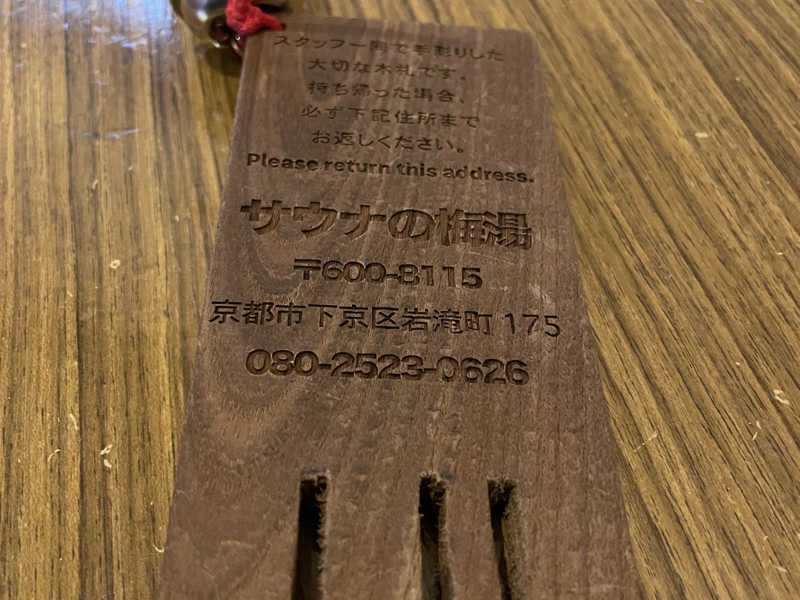 スタッフ一同で手彫りした
大切な木札です。
持ち帰った場合、
必ず下記住所まで
お返しください。
Please return this address.
サウナの梅湯
〒600-8115
京都市下京区岩滝町 175
080-2523-0626